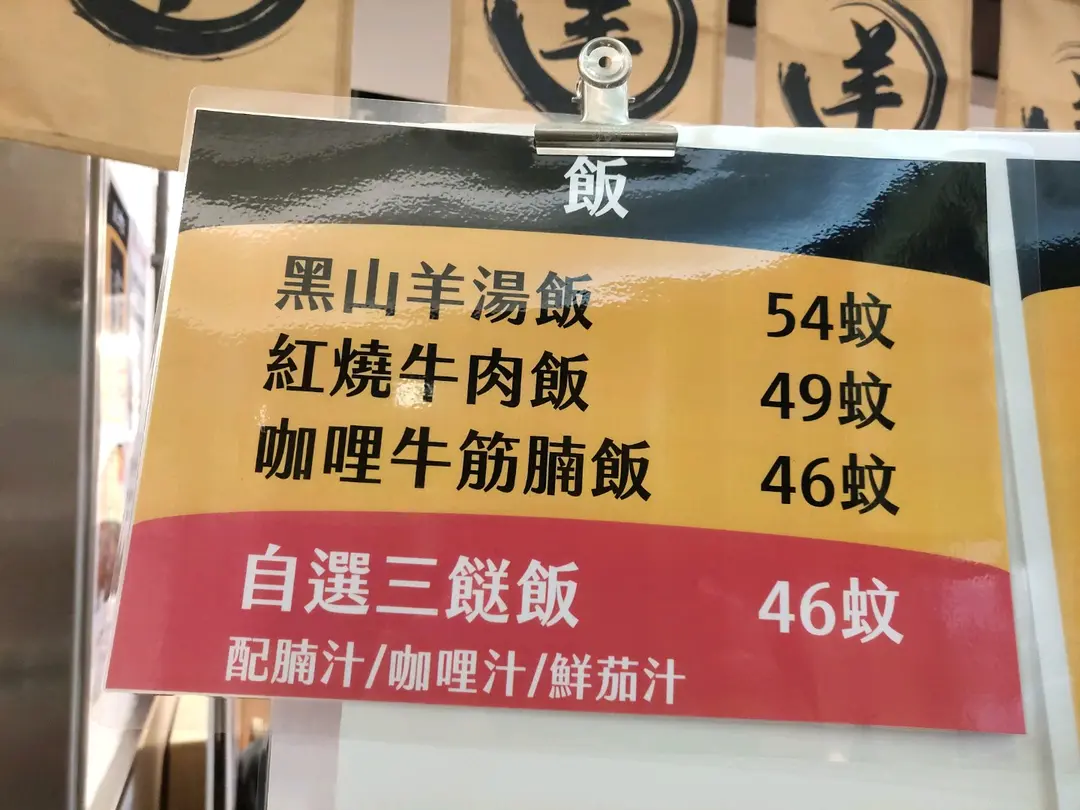 羊
羊
飯
黑山羊湯飯 54蚊
紅燒牛肉飯 49蚊
咖哩牛筋腩飯 46蚊
自選三餸飯 46蚊
配腩汁/咖哩汁/鮮茄汁